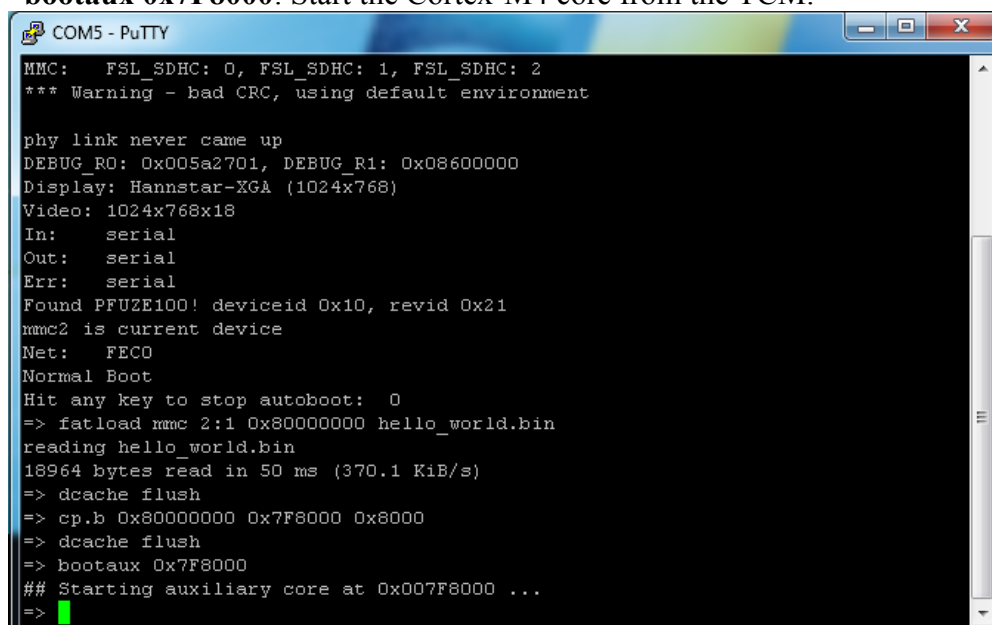 bootaux 0x7F8000: Start the Cortex-M4 core from the TCM.
COM5 - PuTTY
MMC:   FSL_SDHC: 0, FSL_SDHC: 1, FSL_SDHC: 2
*** Warning - bad CRC, using default environment
phy link never came up
DEBUG_R0: 0x005a2701, DEBUG_R1: 0x08600000
Display: Hannstar-XGA (1024x768)
Video: 1024x768x18
In:    serial
Out:   serial
Err:   serial
Found PFUZE100! deviceid 0x10, revid 0x21
mmc2 is current device
Net:   FEC0
Normal Boot
Hit any key to stop autoboot:  0
=> fatload mmc 2:1 0x80000000 hello_world.bin
reading hello_world.bin
18964 bytes read in 50 ms (370.1 KiB/s)
=> dcache flush
=> cp.b 0x80000000 0x7F8000 0x8000
=> dcache flush
=> bootaux 0x7F8000
## Starting auxiliary core at 0x007F8000 ...
=>